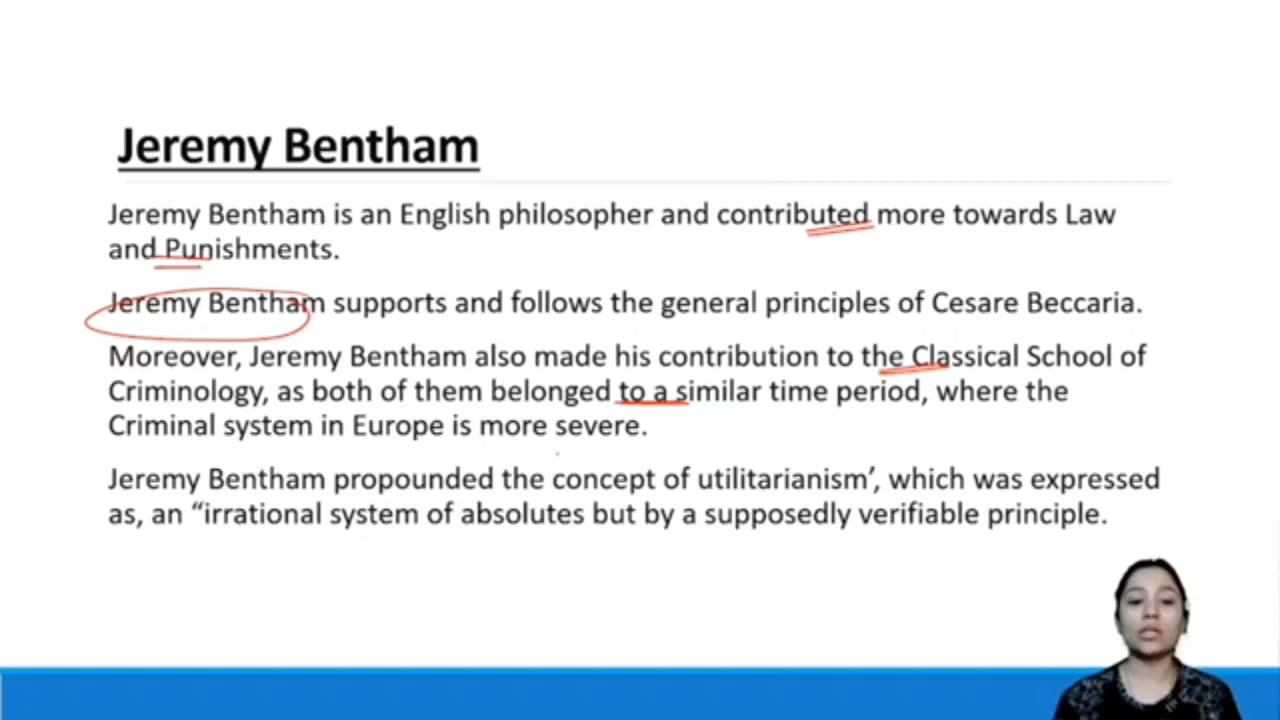 Jeremy Bentham
Jeremy Bentham is an English philosopher and contributed more towards Law
and Punishments.
Jeremy Bentham supports and follows the general principles of Cesare Beccaria.
Moreover, Jeremy Bentham also made his contribution to the Classical School of
Criminology, as both of them belonged to a similar time period, where the
Criminal system in Europe is more severe.
Jeremy Bentham propounded the concept of utilitarianism’, which was expressed
as, an “irrational system of absolutes but by a supposedly verifiable principle.